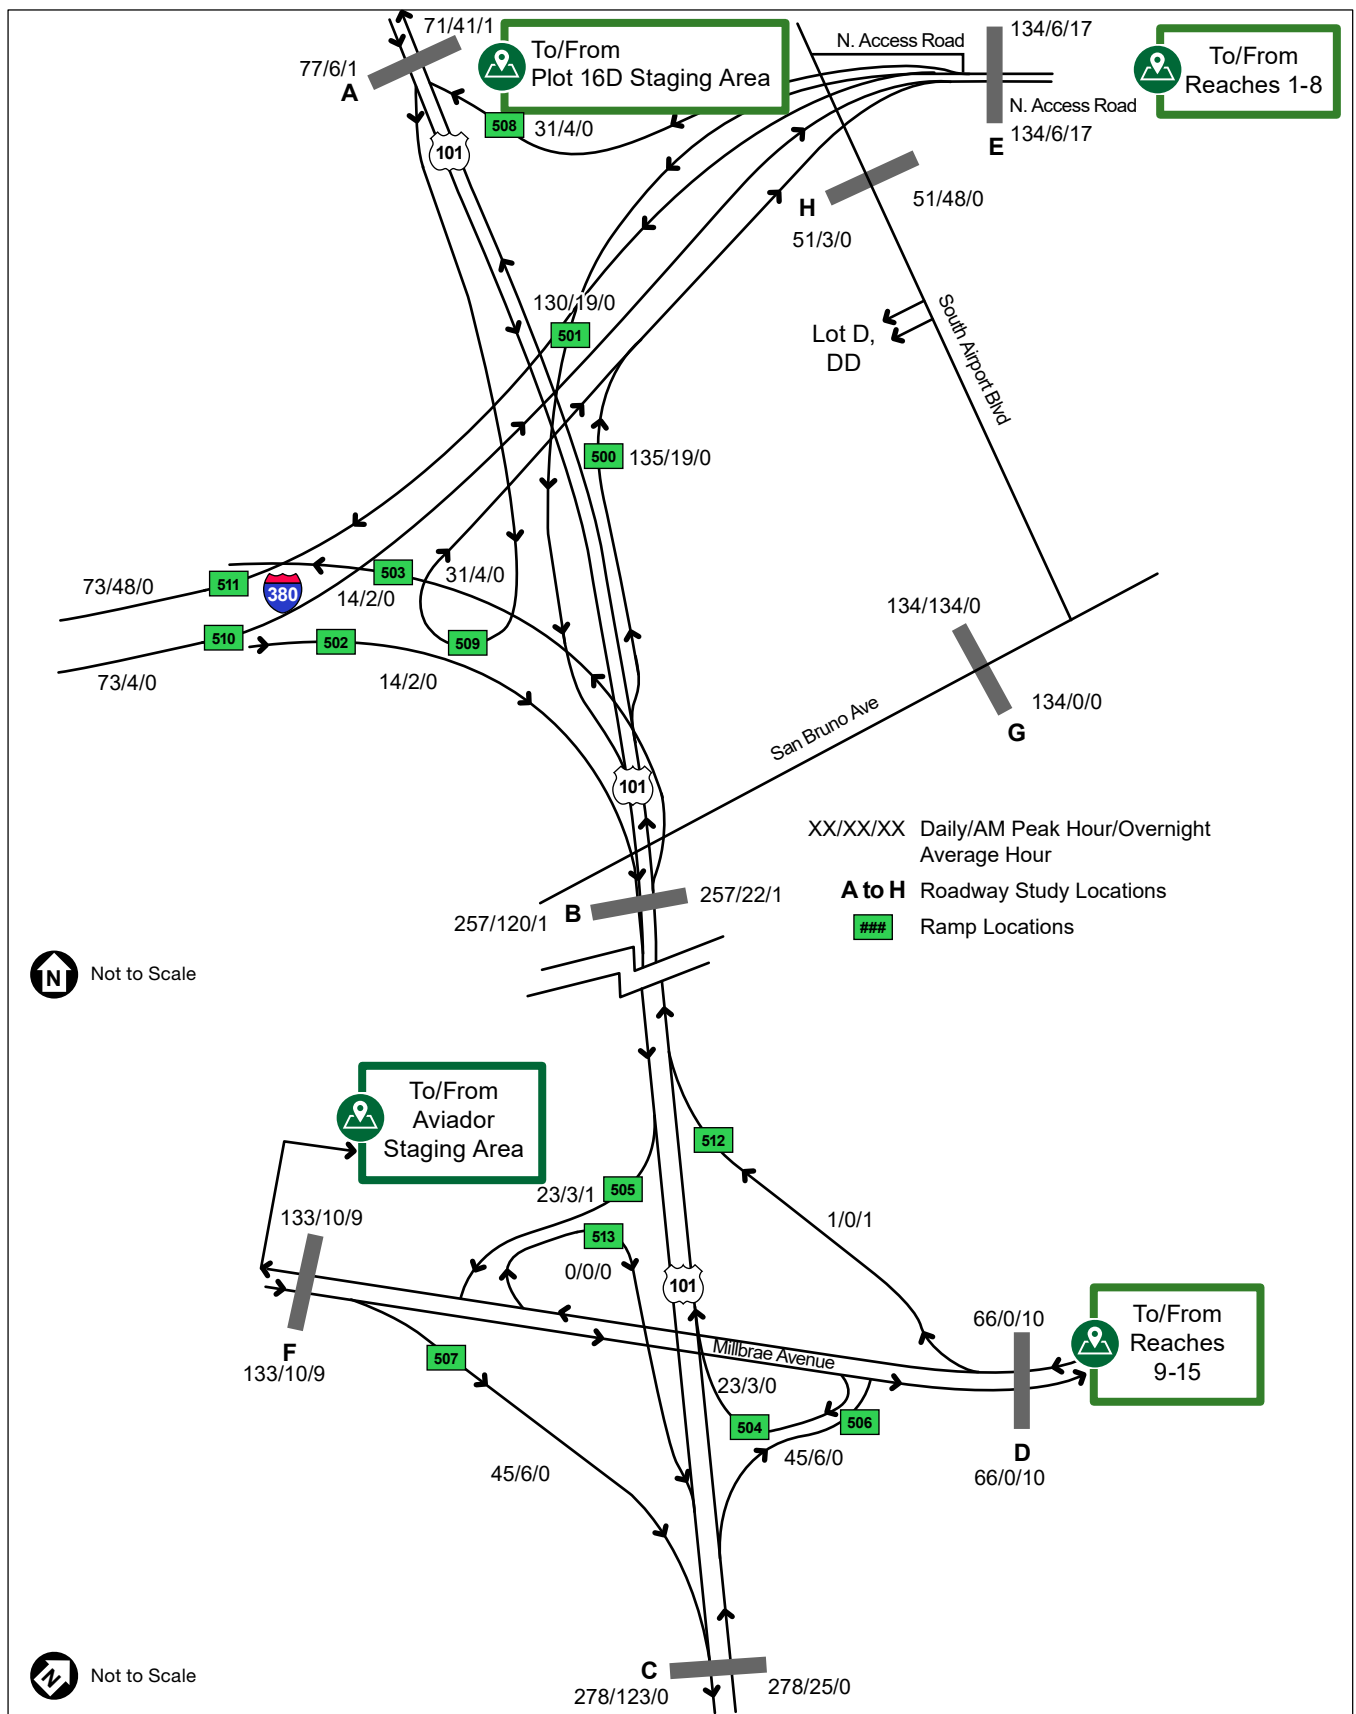 71/41/1
77/6/1
A
To/From
Plot 16D Staging Area
N. Access Road
134/6/17
N. Access Road
134/6/17
E
To/From
Reaches 1-8
508
31/4/0
101
H
51/48/0
51/3/0
130/19/0
501
Lot D,
DD
South Airport Blvd
500
135/19/0
503
31/4/0
73/48/0
511
380
14/2/0
510
502
509
73/4/0
14/2/0
134/134/0
134/0/0
G
San Bruno Ave
101
XX/XX/XX Daily/AM Peak Hour/Overnight
Average Hour
A to H Roadway Study Locations
### Ramp Locations
B
257/22/1
257/120/1
N
Not to Scale
To/From
Aviador
Staging Area
512
505
23/3/1
133/10/9
513
0/0/0
1/0/1
101
66/0/10
To/From
Reaches
9-15
F
133/10/9
507
Millbrae Avenue
23/3/0
504
506
45/6/0
D
66/0/10
45/6/0
N
Not to Scale
C
278/123/0
278/25/0